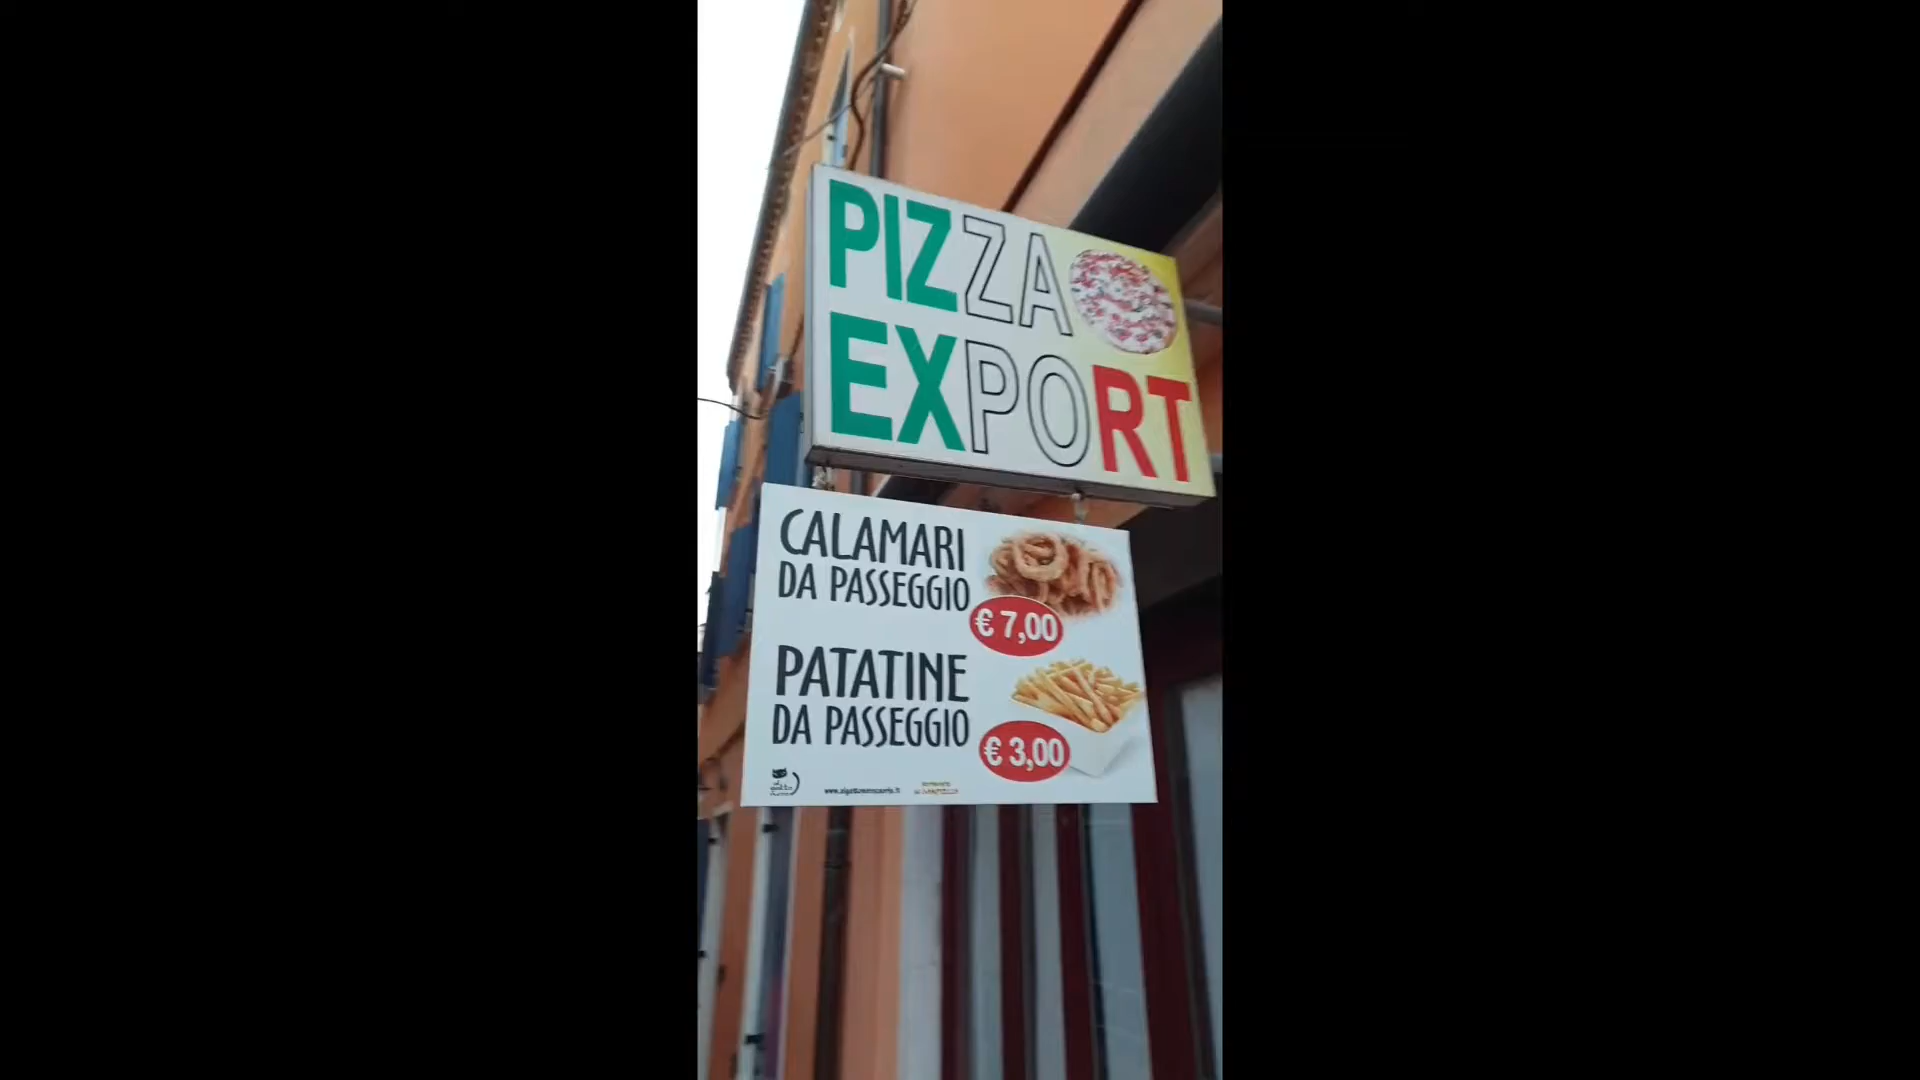 PIZZA
EXPORT
CALAMARI
DA PASSEGGIO
€ 7,00
PATATINE
DA PASSEGGIO
€ 3,00